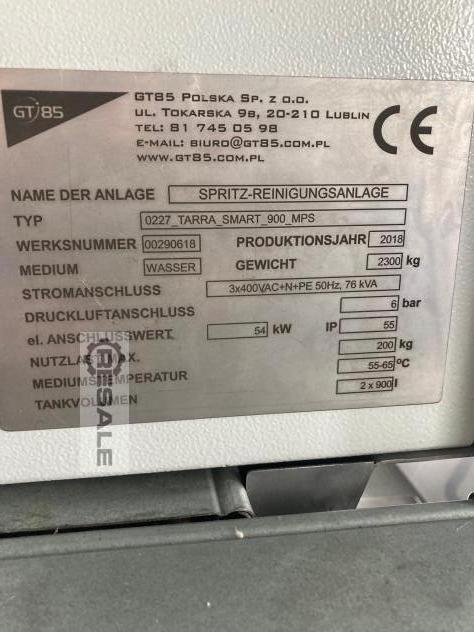 GT85
GT85 POLSKA SP. Z O.O.
UL. TOKARSKA 9B, 20-210 LUBLIN
TEL: 81 745 05 98
E-MAIL: BIURO@GT85.COM.PL
WWW.GT85.COM.PL
CE
NAME DER ANLAGE SPRITZ-REINIGUNGSANLAGE
TYP 0227_TARRA_SMART_900_MPS
WERKSNUMMER 00290618 PRODUKTIONSJAHR 2018
MEDIUM WASSER GEWICHT 2300 kg
STROMANSCHLUSS 3x400VAC+N+PE 50Hz, 76 kVA
DRUCKLUFTANSCHLUSS 6 bar
el. ANSCHLUSSWERT. 54 kW IP 55
NUTZLAST MAX. 200 kg
MEDIUMSTEMPERATUR 55-65 °C
TANKVOLUMEN 2 x 900 l
RESALE